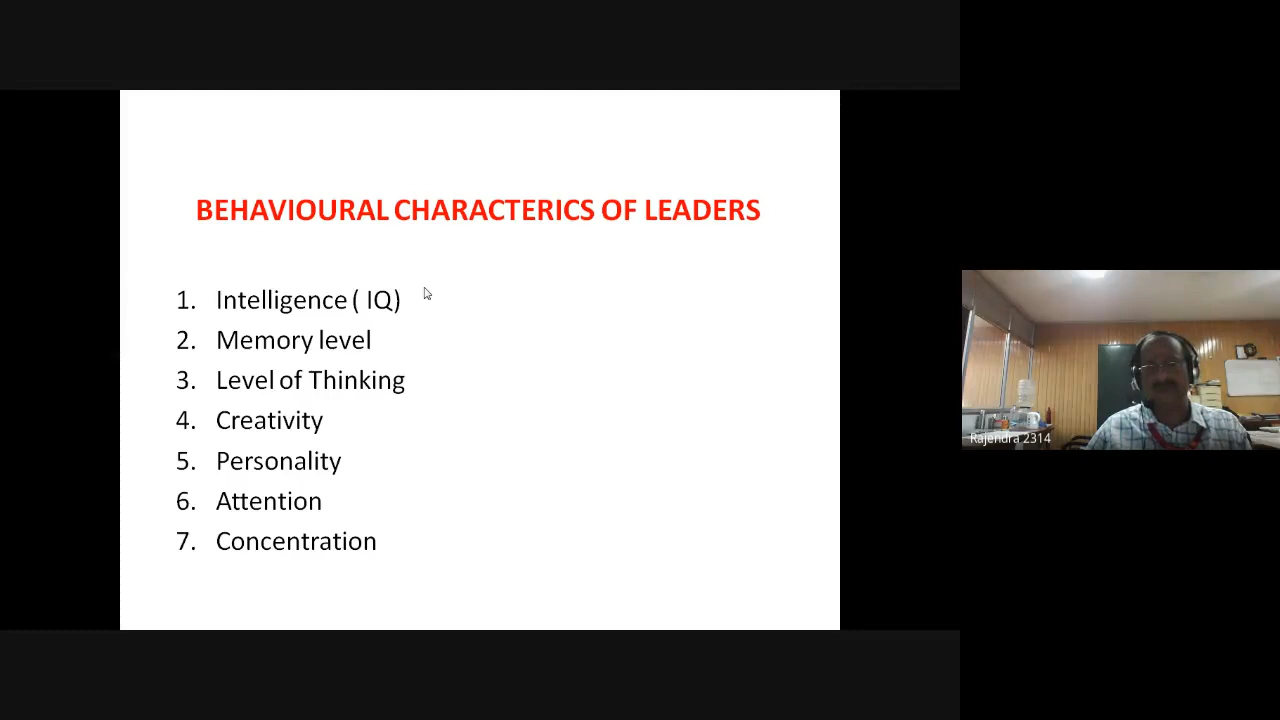 BEHAVIOURAL CHARACTERICS OF LEADERS
1. Intelligence ( IQ)
2. Memory level
3. Level of Thinking
4. Creativity
5. Personality
6. Attention
7. Concentration
Rajendra 2314